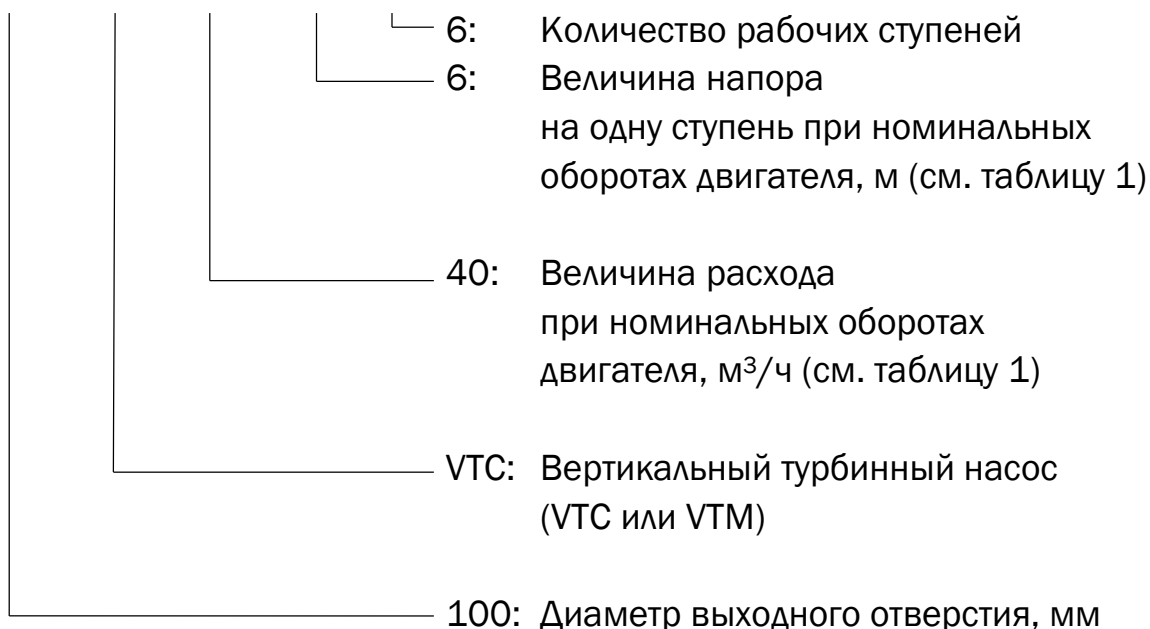 6: Количество рабочих ступеней
6: Величина напора
на одну ступень при номинальных
оборотах двигателя, м (см. таблицу 1)
40: Величина расхода
при номинальных оборотах
двигателя, м³/ч (см. таблицу 1)
VTC: Вертикальный турбинный насос
(VTC или VTM)
100: Диаметр выходного отверстия, мм